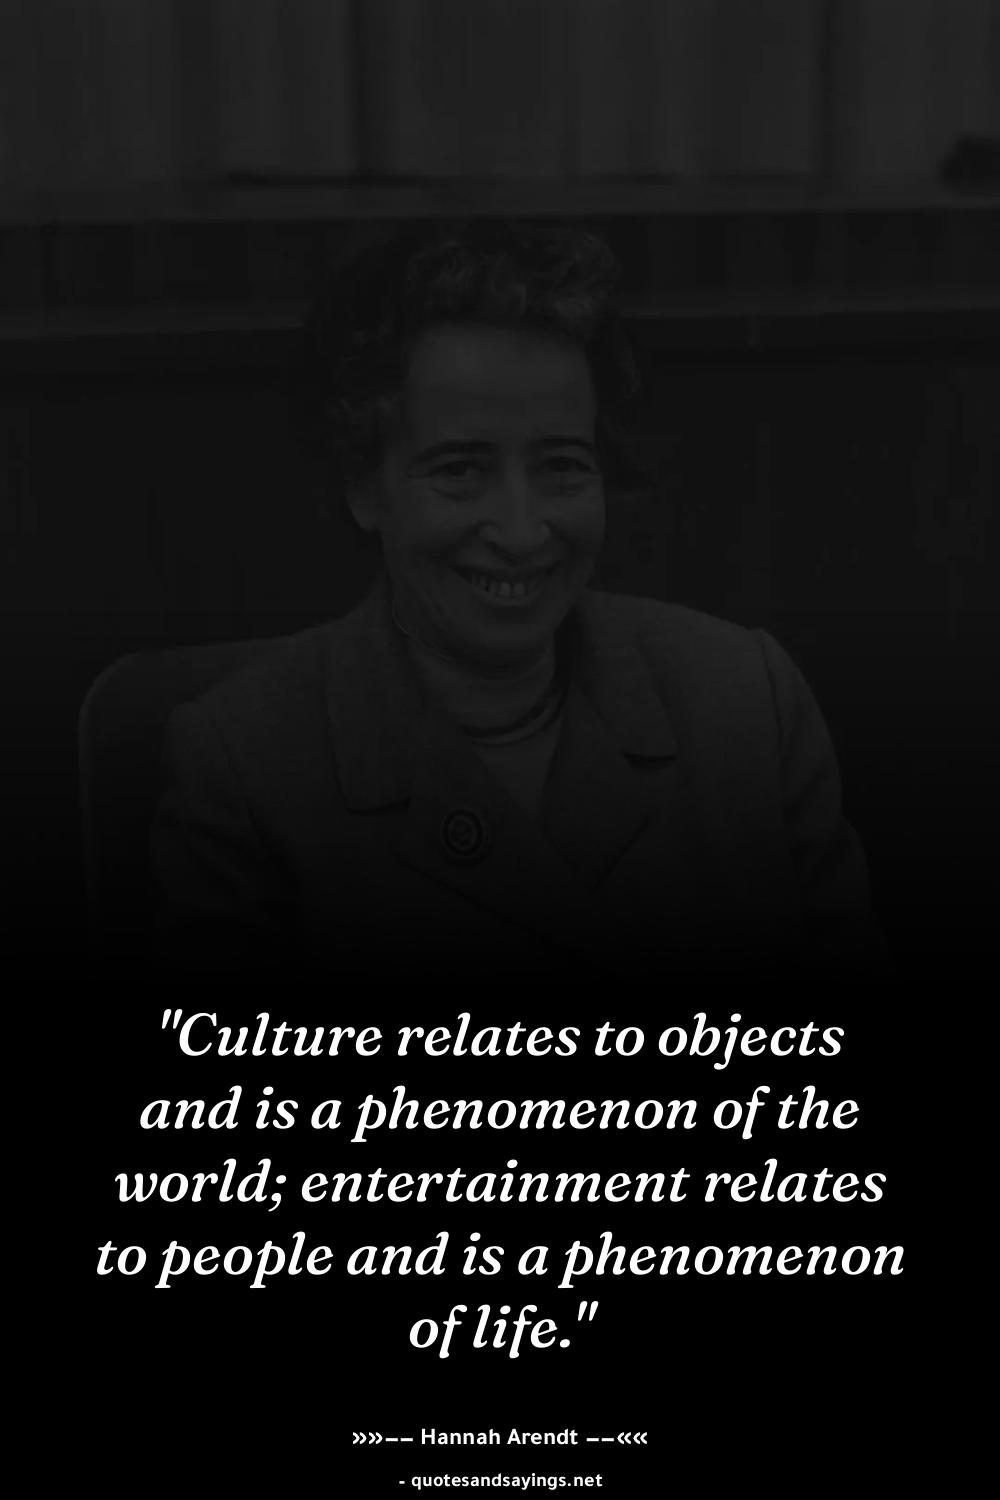 "Culture relates to objects
and is a phenomenon of the
world; entertainment relates
to people and is a phenomenon
of life."
»»–– Hannah Arendt ––««
- quotesandsayings.net